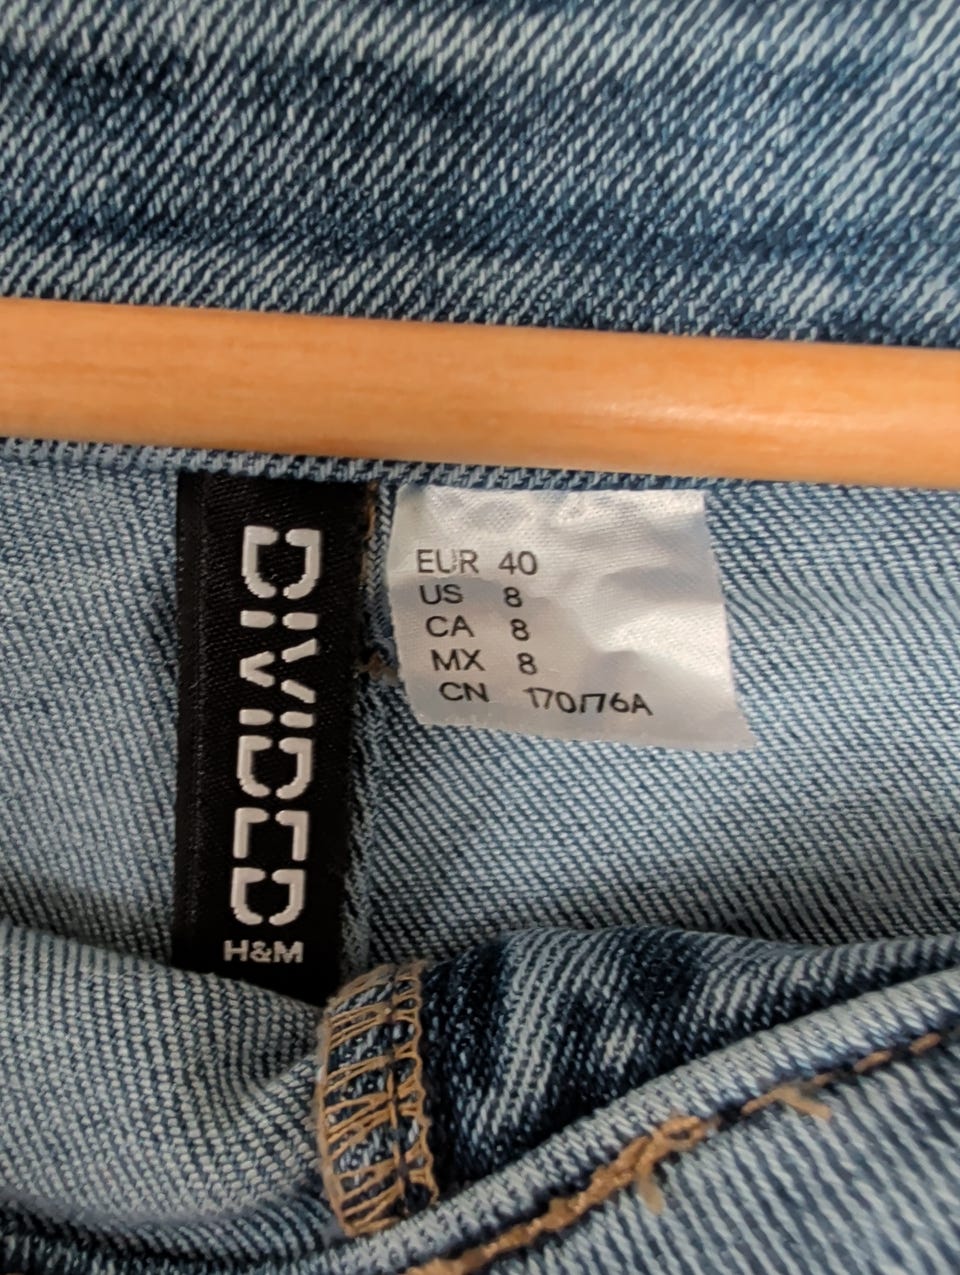 DIVIDED
H&M
EUR 40
US 8
CA 8
MX 8
CN 170/76A